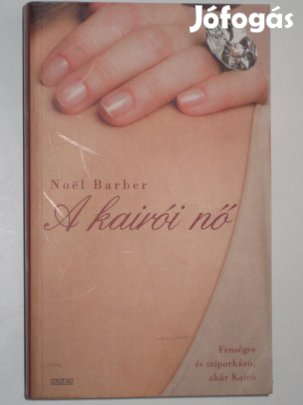 Jófogás
Noël Barber
A kairói nő
Fenséges
és sziporkázó,
akár Kairó